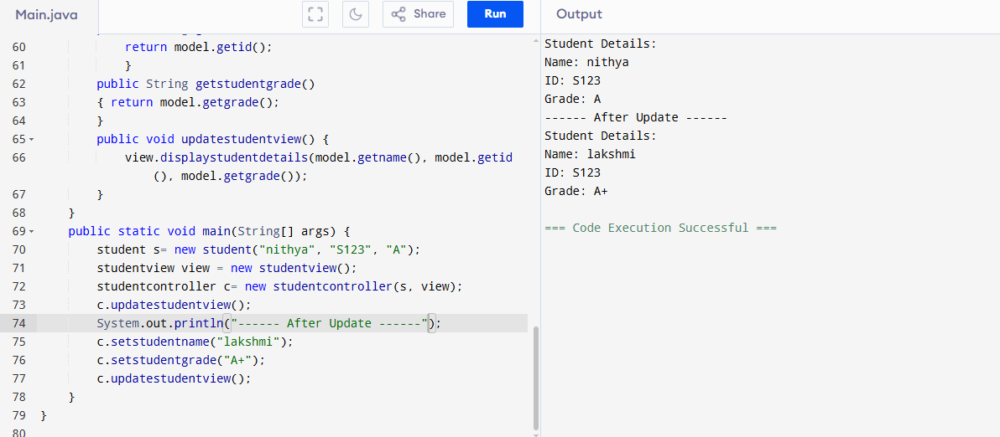 Main.java
Share
Run
Output
60 return model.getid();
61 }
62 public String getstudentgrade()
63 { return model.getgrade();
64 }
65 public void updatestudentview() {
66 view.displaystudentdetails(model.getname(), model.getid
(), model.getgrade());
67 }
68 }
69 public static void main(String[] args) {
70 student s= new student("nithya", "S123", "A");
71 studentview view = new studentview();
72 studentcontroller c= new studentcontroller(s, view);
73 c.updatestudentview();
74 System.out.println("------ After Update ------");
75 c.setstudentname("lakshmi");
76 c.setstudentgrade("A+");
77 c.updatestudentview();
78 }
79 }
80
Student Details:
Name: nithya
ID: S123
Grade: A
------ After Update ------
Student Details:
Name: lakshmi
ID: S123
Grade: A+
=== Code Execution Successful ===